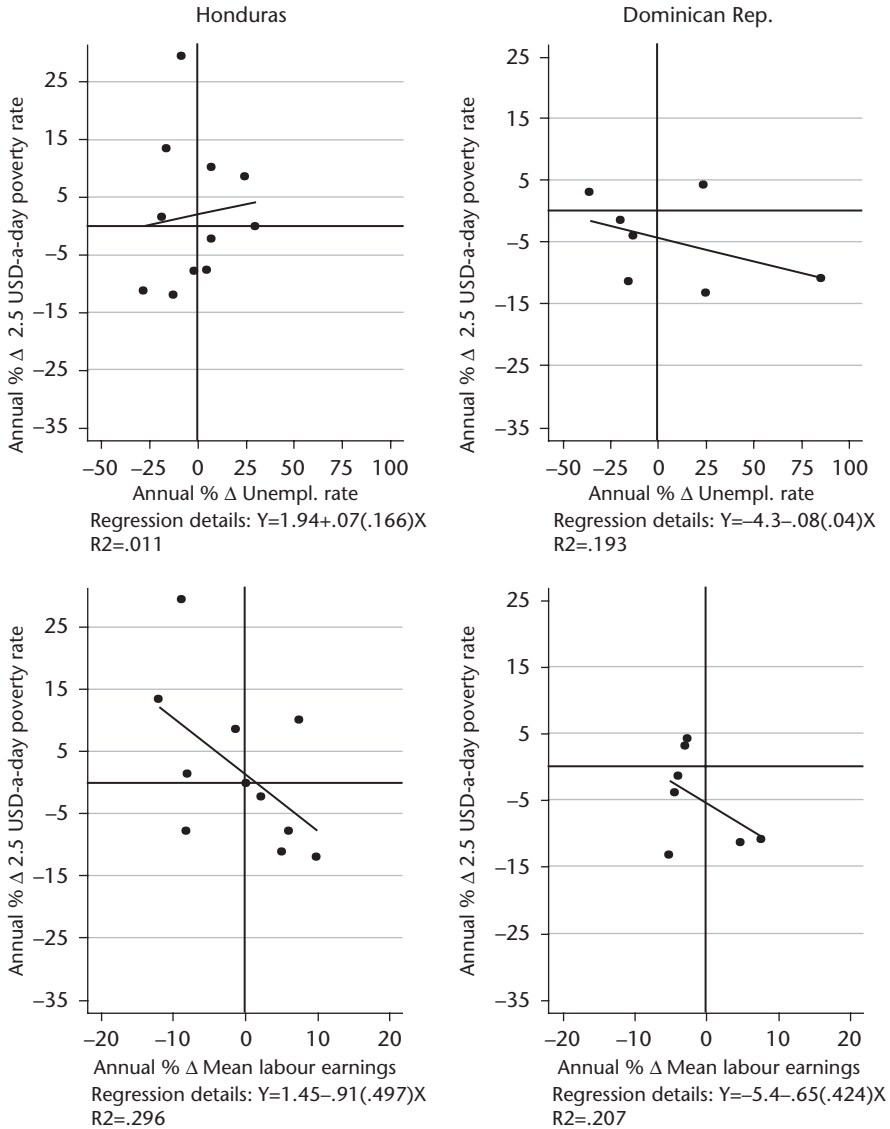 Honduras
Annual % Δ 2.5 USD-a-day poverty rate
25
15
5
−5
−15
−25
−35
−50 −25 0 25 50 75 100
Annual % Δ Unempl. rate
Regression details: Y=1.94+.07(.166)X
R2=.011
Dominican Rep.
Annual % Δ 2.5 USD-a-day poverty rate
25
15
5
−5
−15
−25
−35
−50 −25 0 25 50 75 100
Annual % Δ Unempl. rate
Regression details: Y=−4.3−.08(.04)X
R2=.193
Annual % Δ 2.5 USD-a-day poverty rate
25
15
5
−5
−15
−25
−35
−20 −10 0 10 20
Annual % Δ Mean labour earnings
Regression details: Y=1.45−.91(.497)X
R2=.296
Annual % Δ 2.5 USD-a-day poverty rate
25
15
5
−5
−15
−25
−35
−20 −10 0 10 20
Annual % Δ Mean labour earnings
Regression details: Y=−5.4−.65(.424)X
R2=.207